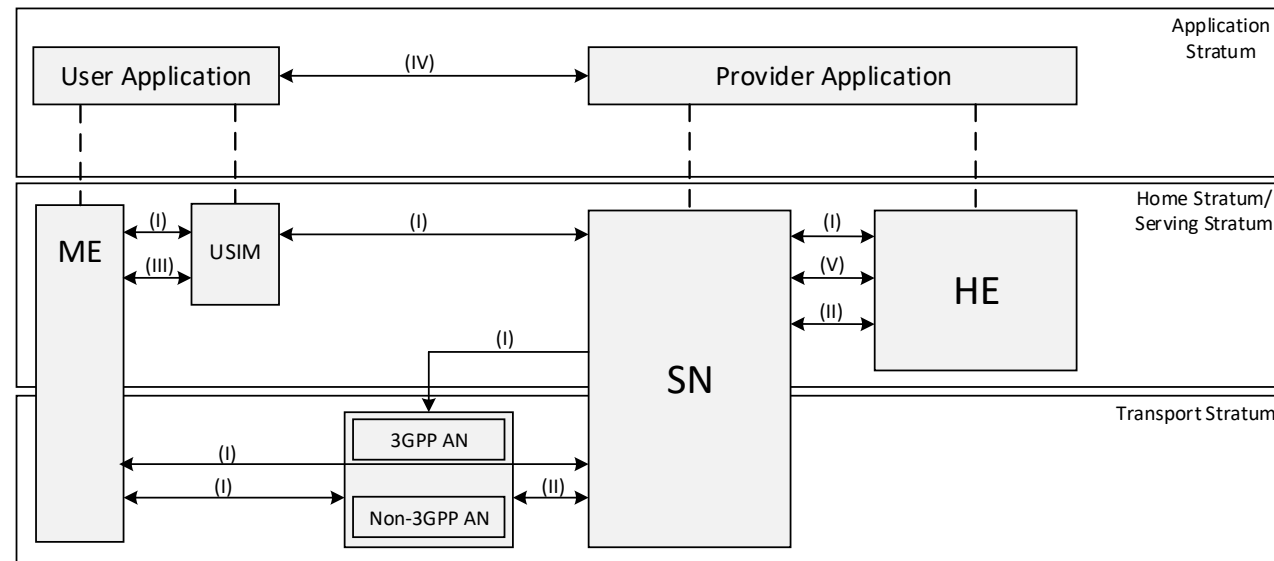 Application
Stratum
User Application
(IV)
Provider Application
Home Stratum/
Serving Stratum
ME
(I)
(III)
USIM
(I)
(I)
(V)
(II)
HE
(I)
SN
Transport Stratum
3GPP AN
(I)
(I)
(II)
Non-3GPP AN